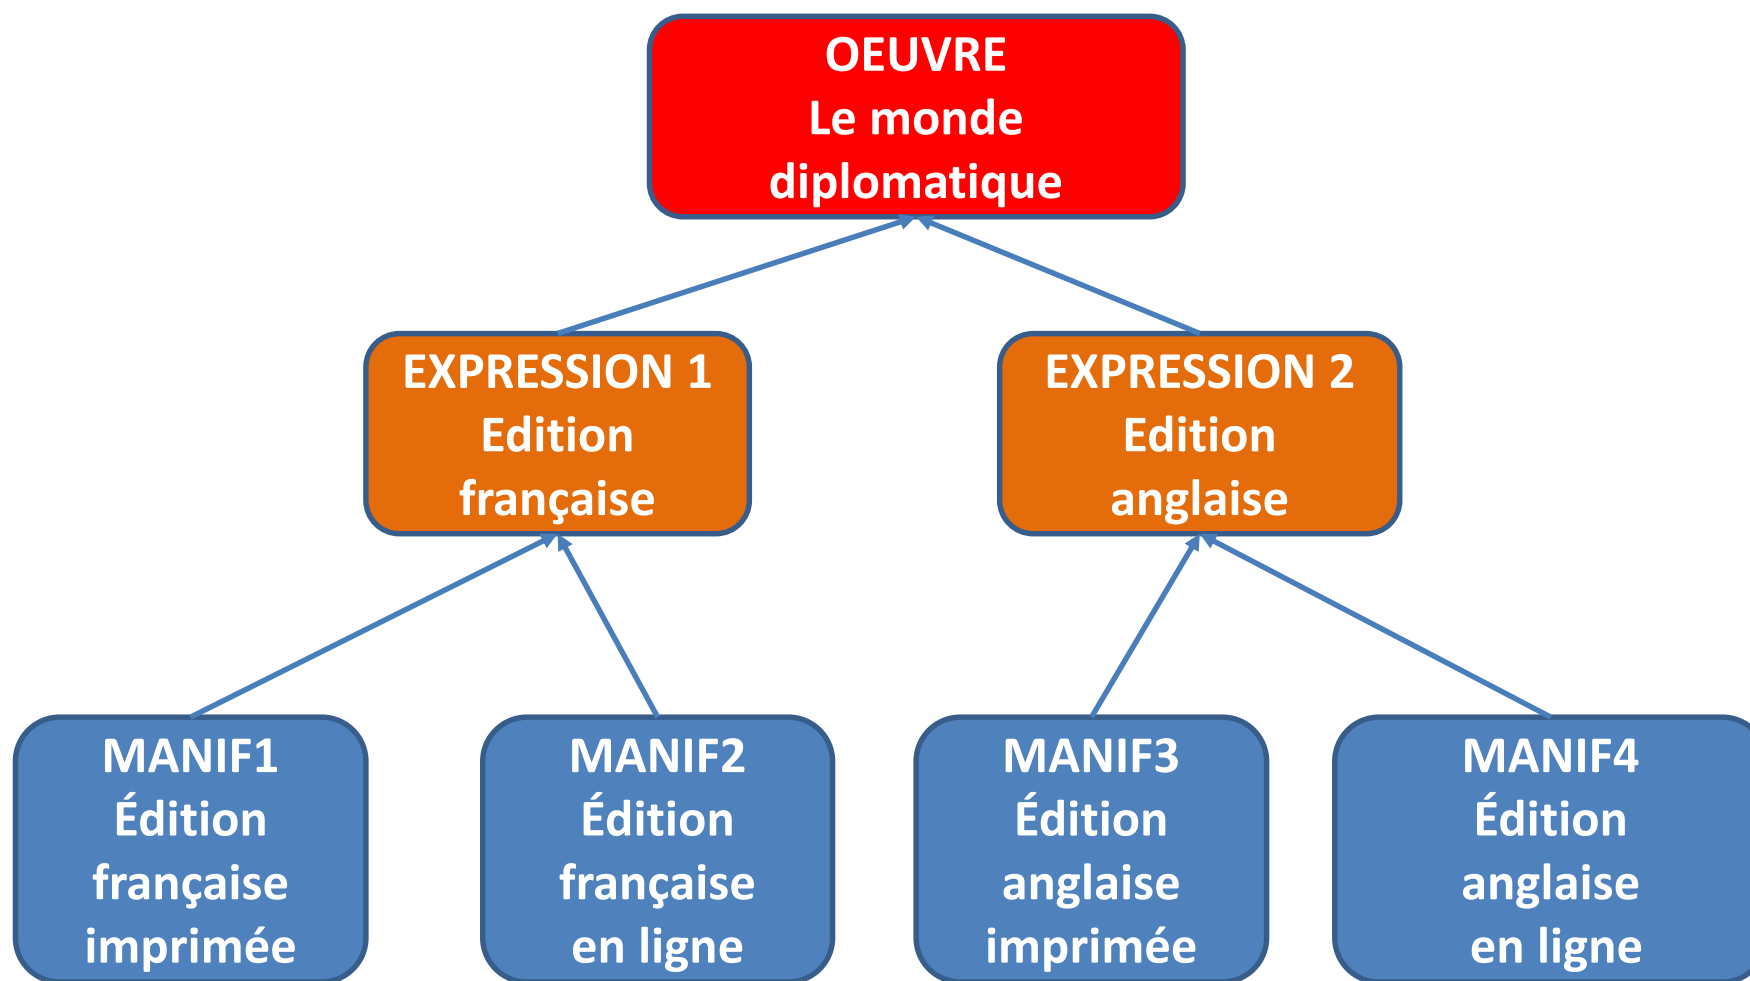 OEUVRE
Le monde
diplomatique
EXPRESSION 1
Edition
française
EXPRESSION 2
Edition
anglaise
MANIF1
Édition
française
imprimée
MANIF2
Édition
française
en ligne
MANIF3
Édition
anglaise
imprimée
MANIF4
Édition
anglaise
en ligne